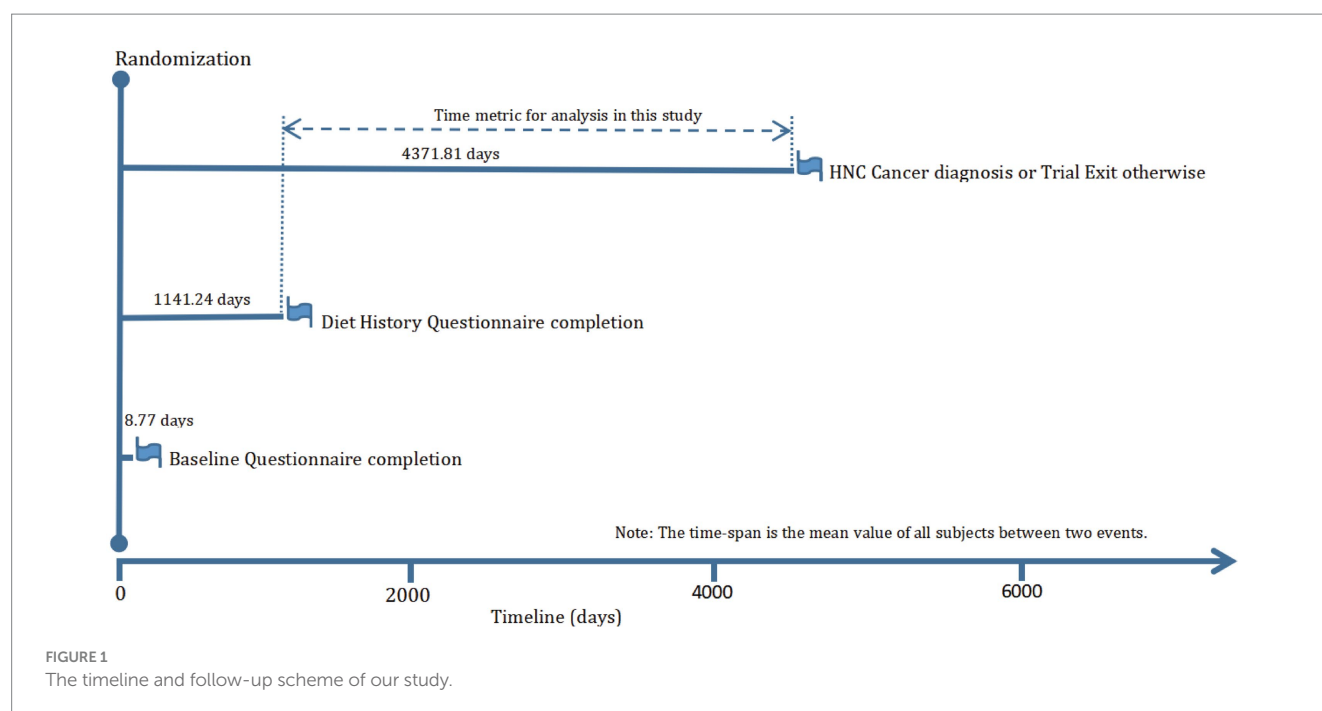 Randomization
Time metric for analysis in this study
4371.81 days
HNC Cancer diagnosis or Trial Exit otherwise
1141.24 days
Diet History Questionnaire completion
8.77 days
Baseline Questionnaire completion
Note: The time-span is the mean value of all subjects between two events.
0 2000 4000 6000
Timeline (days)
FIGURE 1
The timeline and follow-up scheme of our study.